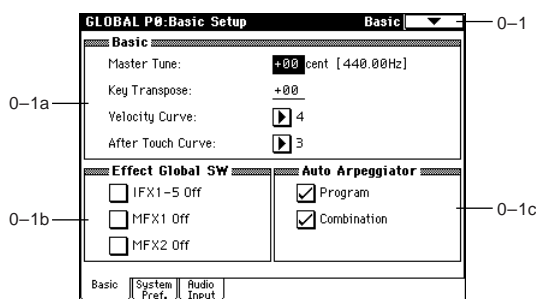 GLOBAL P0:Basic Setup Basic
0–1
Basic
Master Tune: +00 cent [440.00Hz]
Key Transpose: +00
0–1a
Velocity Curve: 4
After Touch Curve: 3
Effect Global SW
Auto Arpeggiator
IFX1-5 Off
Program
0–1b
MFX1 Off
Combination
0–1c
MFX2 Off
Basic
System Pref.
Audio Input